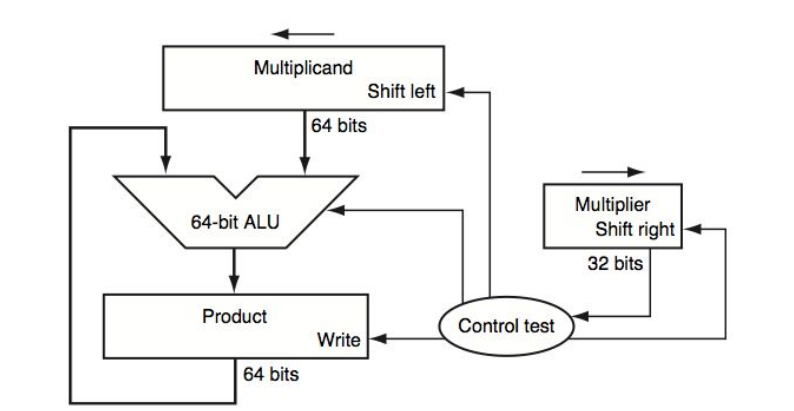 Multiplicand
Shift left
64 bits
64-bit ALU
Multiplier
Shift right
32 bits
Product
Write
Control test
64 bits